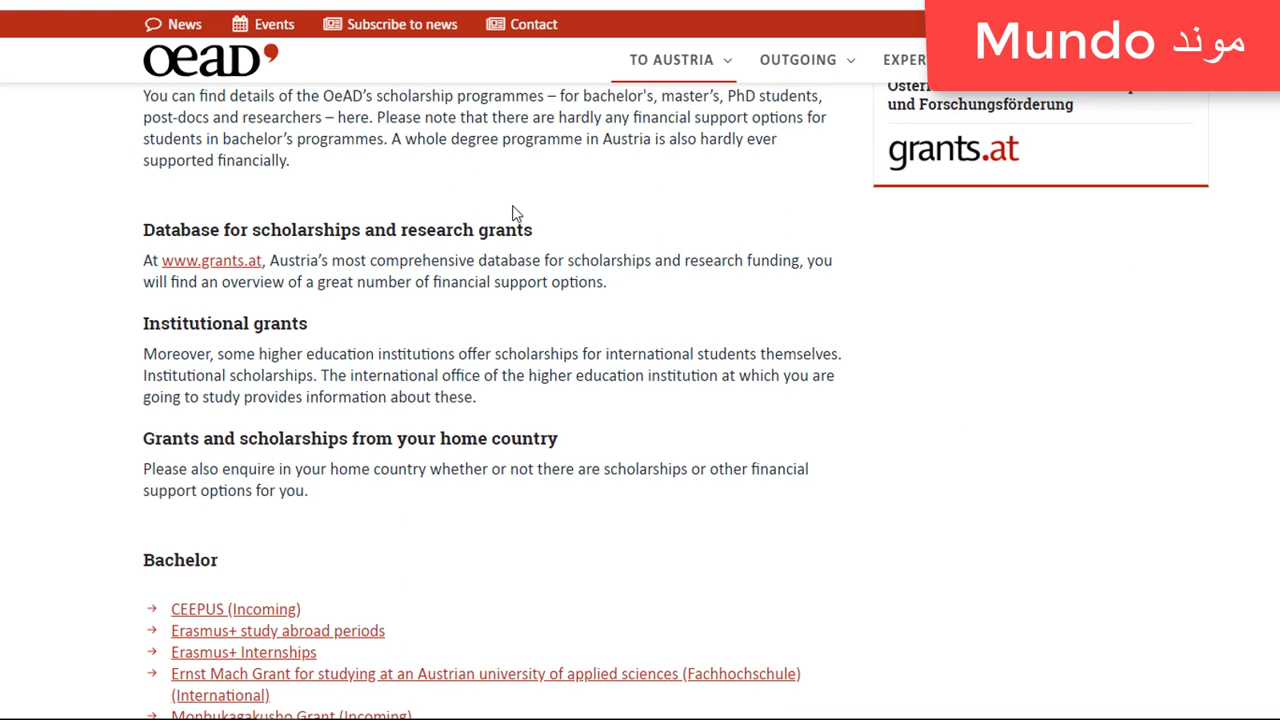 News Events Subscribe to news Contact
Mundo موند
OeAD’
TO AUSTRIA OUTGOING EXPER
und Forschungsförderung
grants.at
You can find details of the OeAD’s scholarship programmes – for bachelor's, master’s, PhD students,
post-docs and researchers – here. Please note that there are hardly any financial support options for
students in bachelor’s programmes. A whole degree programme in Austria is also hardly ever
supported financially.
Database for scholarships and research grants
At www.grants.at, Austria’s most comprehensive database for scholarships and research funding, you
will find an overview of a great number of financial support options.
Institutional grants
Moreover, some higher education institutions offer scholarships for international students themselves.
Institutional scholarships. The international office of the higher education institution at which you are
going to study provides information about these.
Grants and scholarships from your home country
Please also enquire in your home country whether or not there are scholarships or other financial
support options for you.
Bachelor
CEEPUS (Incoming)
Erasmus+ study abroad periods
Erasmus+ Internships
Ernst Mach Grant for studying at an Austrian university of applied sciences (Fachhochschule)
(International)
Monbukagakusho Grant (Incoming)